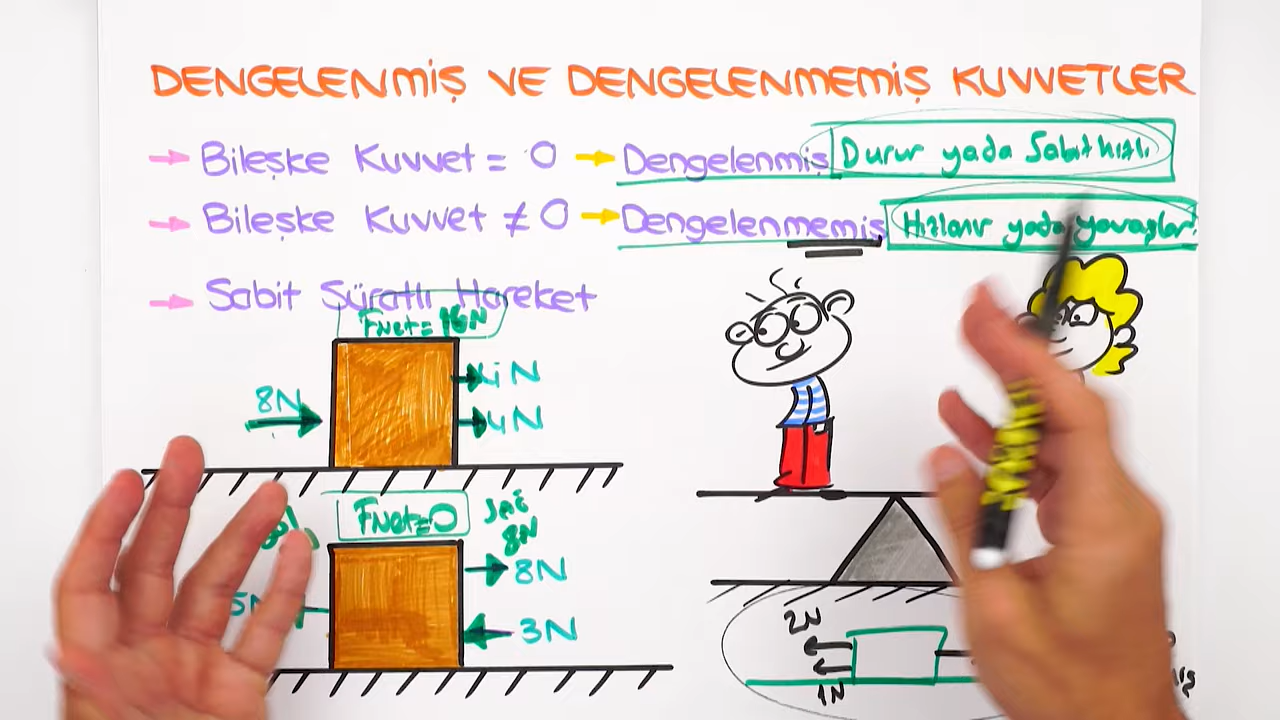 DENGELENMİŞ VE DENGELENMEMİŞ KUVVETLER
Bileşke Kuvvet = 0 → Dengelenmiş Durur yada Sabit hızlı
Bileşke Kuvvet ≠ 0 → Dengelenmemiş Hızlanır yada yavaşlar
Sabit Süratli Hareket
FNet=16N
8N
4N
FNet=0
sağ
8N
8N
5N
3N
2N
1N